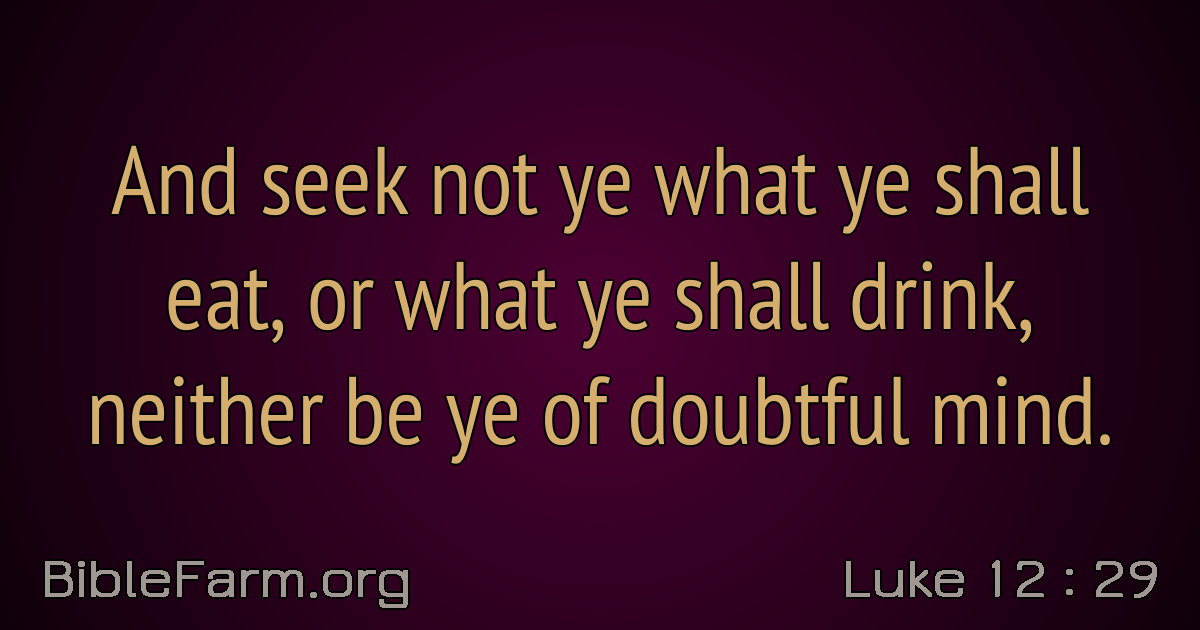 And seek not ye what ye shall
eat, or what ye shall drink,
neither be ye of doubtful mind.
BibleFarm.org
Luke 12 : 29